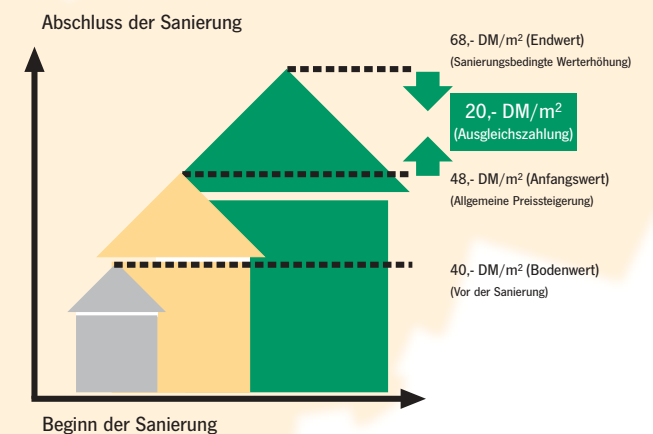 Abschluss der Sanierung
68,- DM/m² (Endwert)
(Sanierungsbedingte Werterhöhung)
20,- DM/m²
(Ausgleichszahlung)
48,- DM/m² (Anfangswert)
(Allgemeine Preissteigerung)
40,- DM/m² (Bodenwert)
(Vor der Sanierung)
Beginn der Sanierung